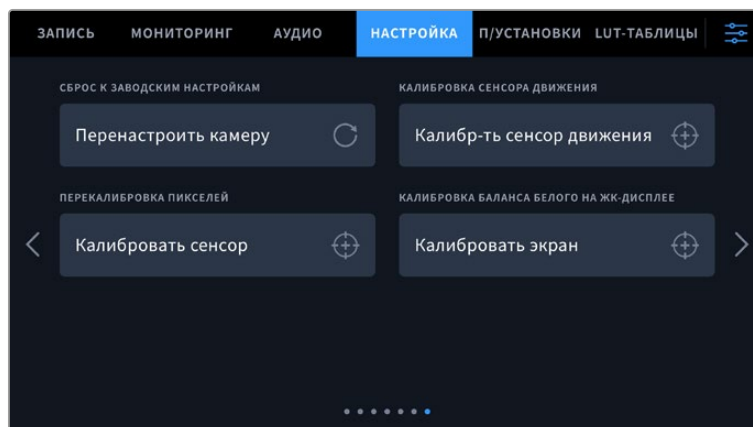 ЗАПИСЬ МОНИТОРИНГ АУДИО НАСТРОЙКА П/УСТАНОВКИ LUT-ТАБЛИЦЫ
СБРОС К ЗАВОДСКИМ НАСТРОЙКАМ КАЛИБРОВКА СЕНСОРА ДВИЖЕНИЯ
Перенастроить камеру Калибр-ть сенсор движения
ПЕРЕКАЛИБРОВКА ПИКСЕЛЕЙ КАЛИБРОВКА БАЛАНСА БЕЛОГО НА ЖК-ДИСПЛЕЕ
Калибровать сенсор Калибровать экран